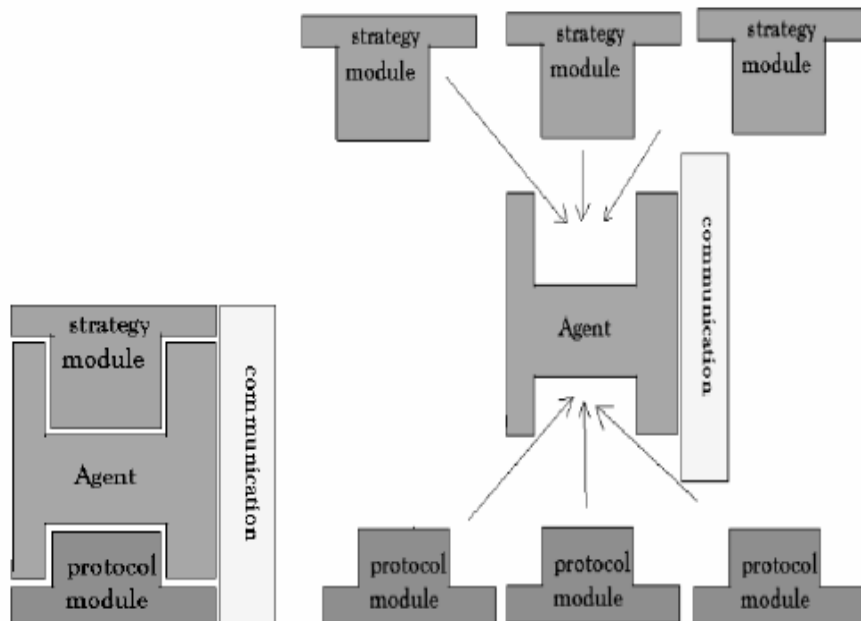 strategy
module
strategy
module
strategy
module
communication
Agent
strategy
module
communication
Agent
protocol
module
protocol
module
protocol
module
protocol
module